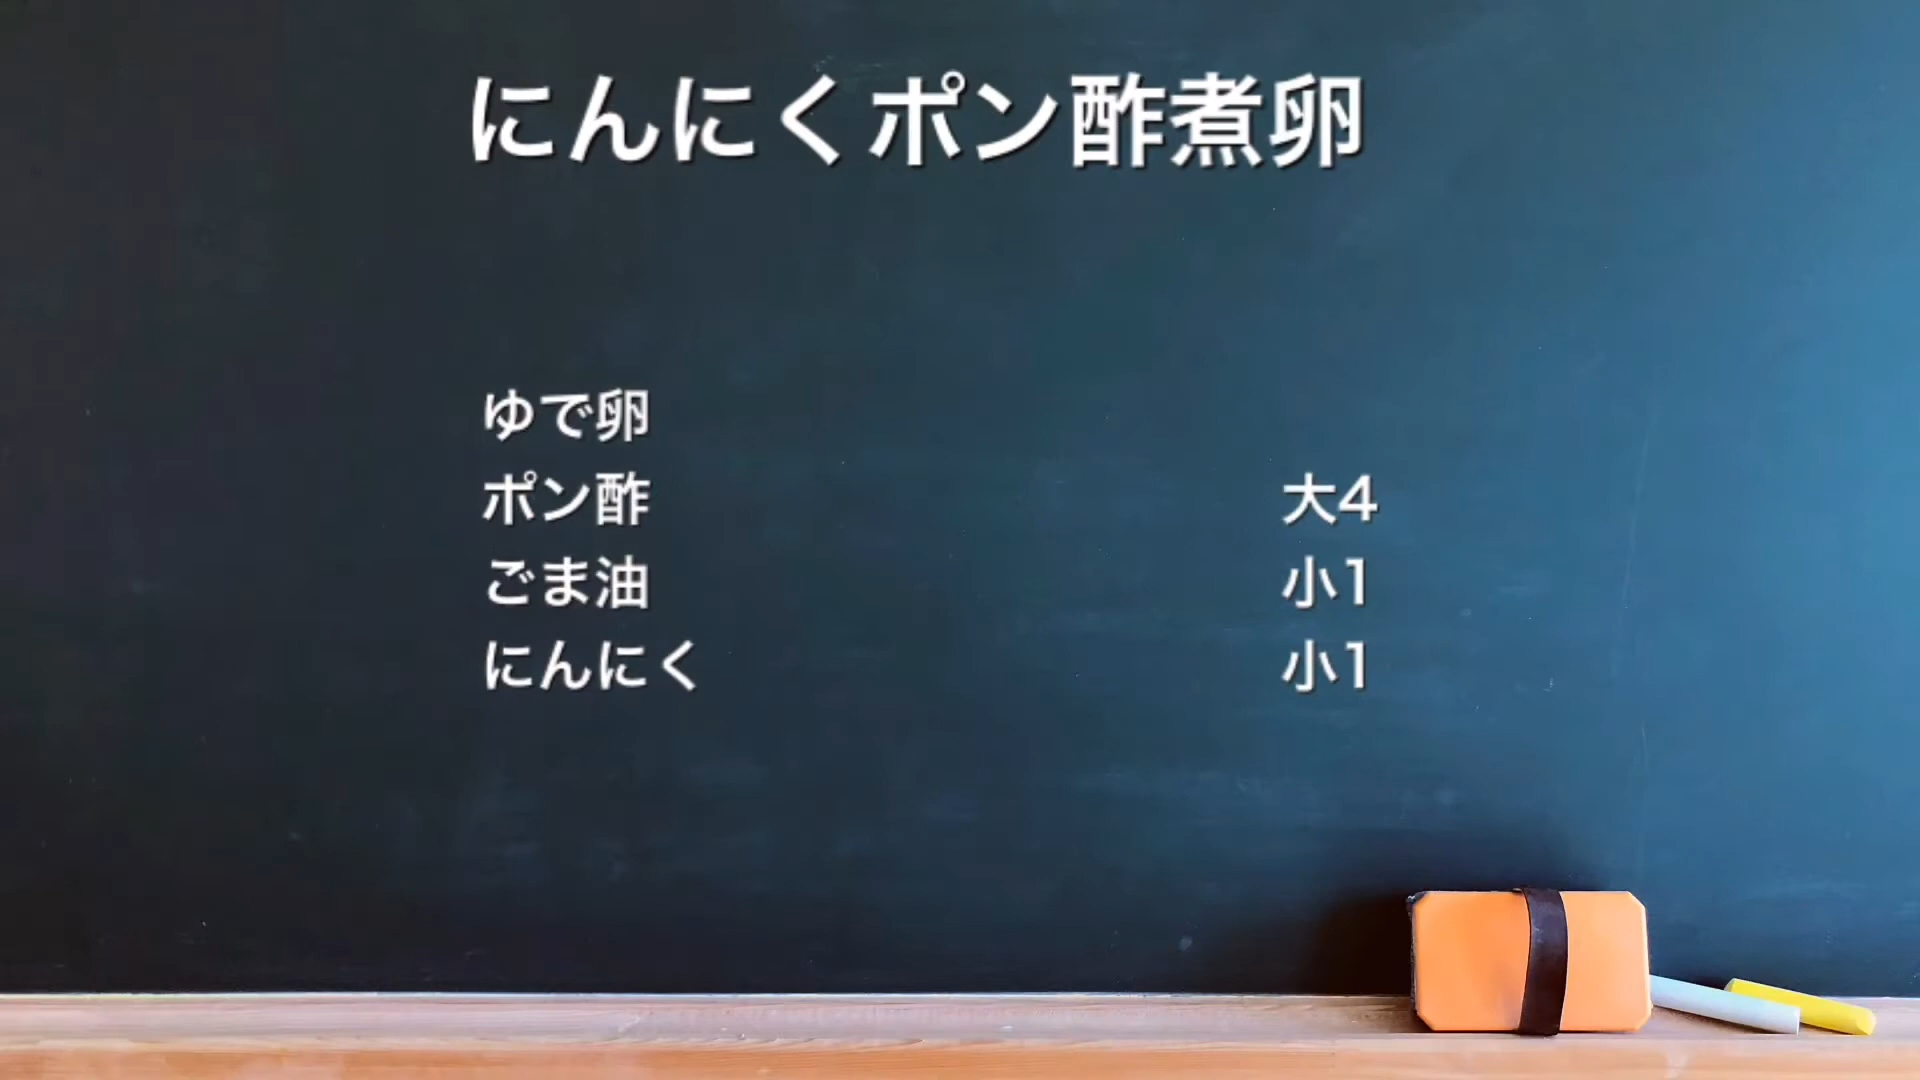 にんにくポン酢煮卵
ゆで卵
ポン酢 大4
ごま油 小1
にんにく 小1